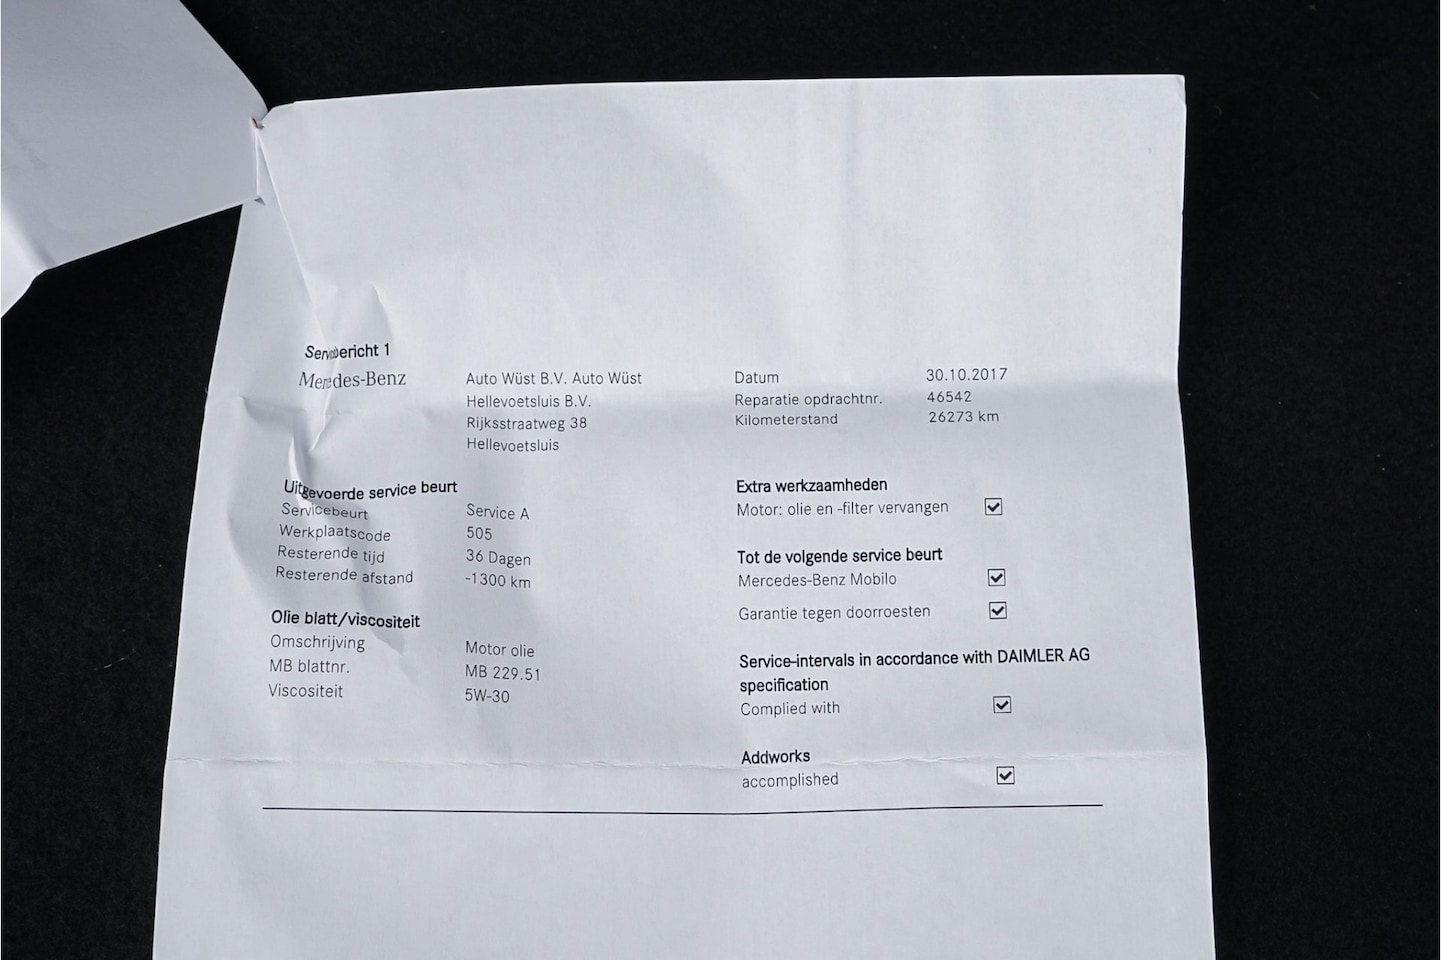 Servicebericht 1
Mercedes-Benz
Auto Wüst B.V. Auto Wüst
Hellevoetsluis B.V.
Rijksstraatweg 38
Hellevoetsluis
Datum 30.10.2017
Reparatie opdrachtnr. 46542
Kilometerstand 26273 km
Uitgevoerde service beurt
Servicebeurt Service A
Werkplaatscode 505
Resterende tijd 36 Dagen
Resterende afstand -1300 km
Olie blatt/viscositeit
Omschrijving Motor olie
MB blattnr. MB 229.51
Viscositeit 5W-30
Extra werkzaamheden
Motor: olie en -filter vervangen
Tot de volgende service beurt
Mercedes-Benz Mobilo
Garantie tegen doorroesten
Service-intervals in accordance with DAIMLER AG
specification
Complied with
Addworks
accomplished